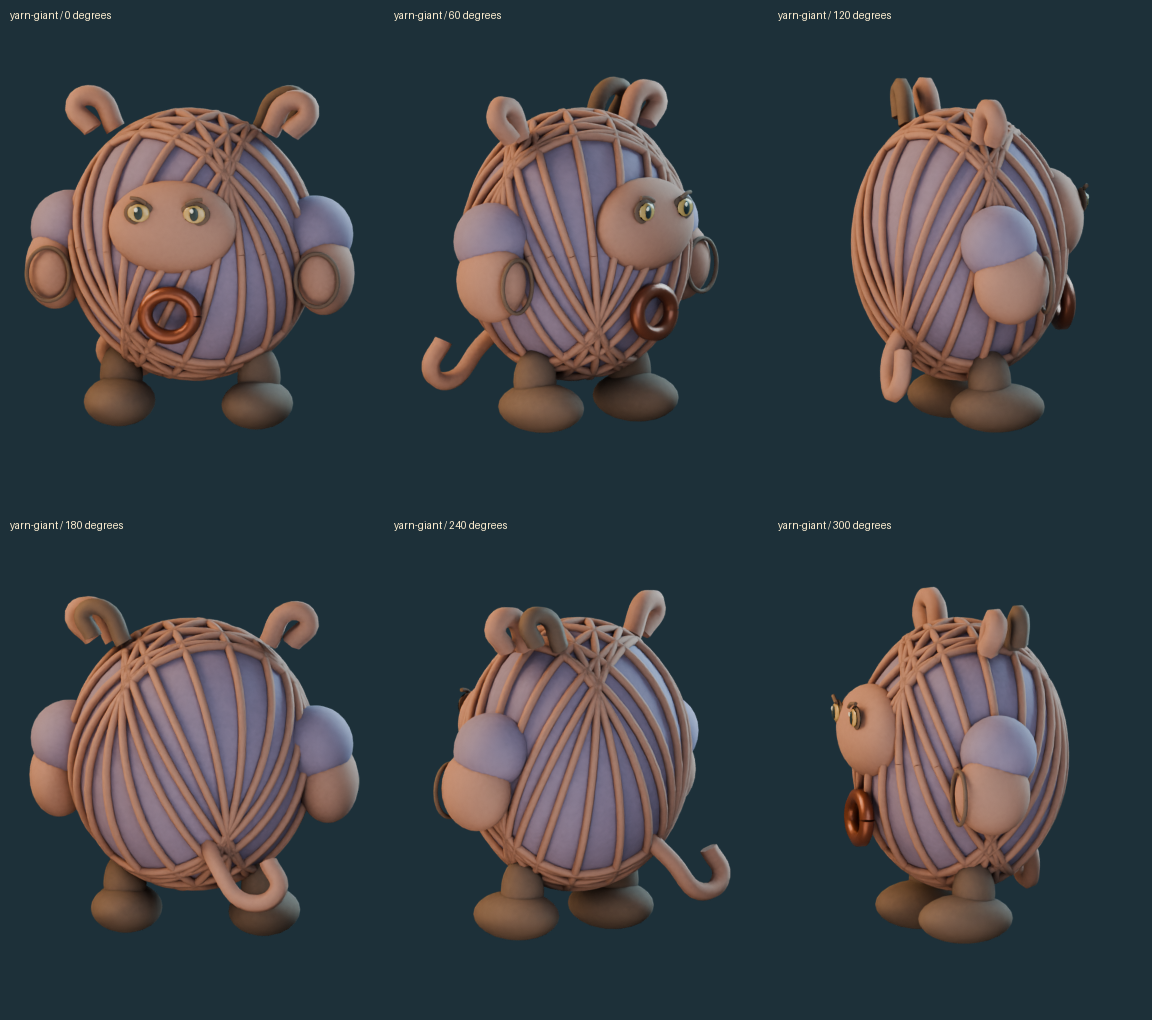 yarn-giant / 0 degrees
yarn-giant / 60 degrees
yarn-giant / 120 degrees
yarn-giant / 180 degrees
yarn-giant / 240 degrees
yarn-giant / 300 degrees